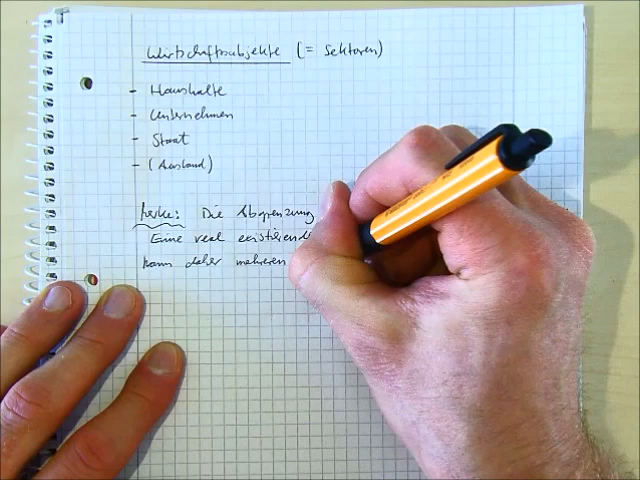 Wirtschaftssubjekte (= Sektoren)
- Haushalte
- Unternehmen
- Staat
- (Ausland)
Merke: Die Abgrenzung
Eine real existierende
kann daher mehreren